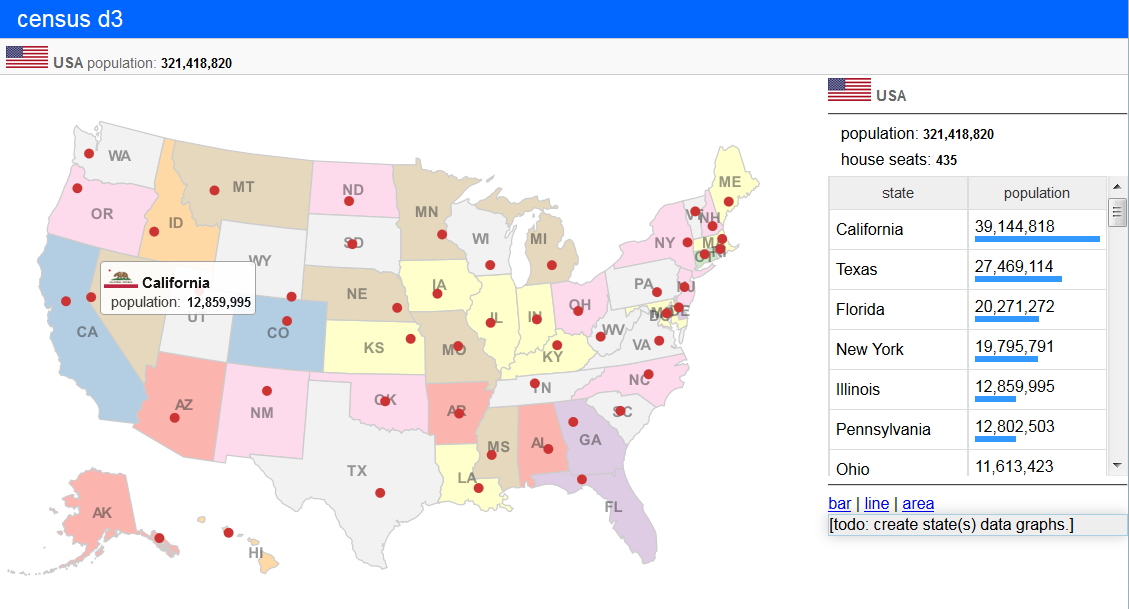 census d3
USA population: 321,418,820
USA
population: 321,418,820
house seats: 435
state population
California 39,144,818
Texas 27,469,114
Florida 20,271,272
New York 19,795,791
Illinois 12,859,995
Pennsylvania 12,802,503
Ohio 11,613,423
bar | line | area
[todo: create state(s) data graphs.]
WA
OR
ID
MT
ND
MN
SD
WI
MI
ME
NH
NY
WY
California
population: 12,859,995
NE
IA
PA
NJ
CA
UT
CO
KS
MO
IL
IN
OH
KY
WV
VA
DE
DC
CT
AZ
NM
OK
AR
TN
NC
SC
MS
AL
GA
TX
LA
FL
AK
HI